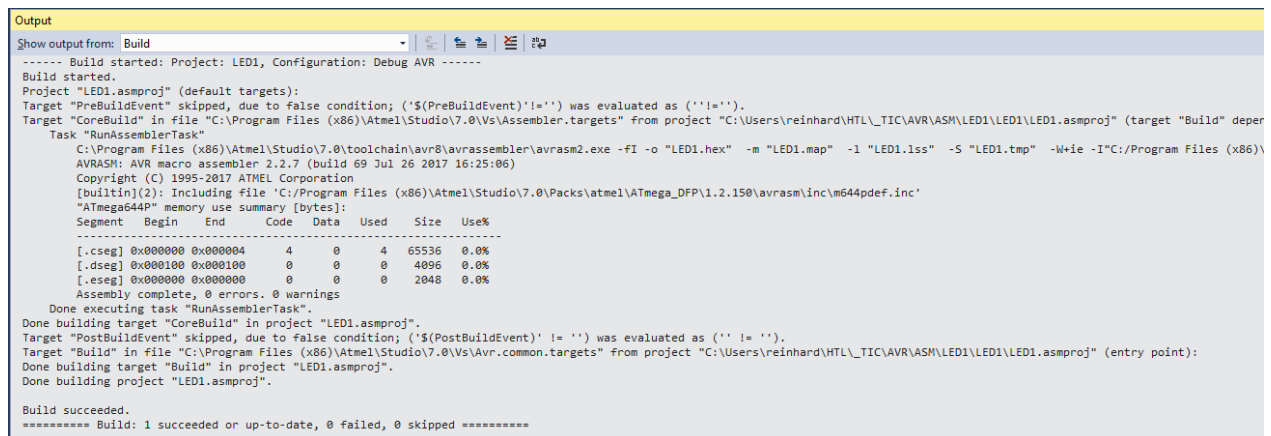 Output
Show output from: Build
------ Build started: Project: LED1, Configuration: Debug AVR ------
Build started.
Project "LED1.asmproj" (default targets):
Target "PreBuildEvent" skipped, due to false condition; ('$(PreBuildEvent)'!='') was evaluated as (''!='').
Target "CoreBuild" in file "C:\Program Files (x86)\Atmel\Studio\7.0\Vs\Assembler.targets" from project "C:\Users\reinhard\HTL\_TIC\AVR\ASM\LED1\LED1\LED1.asmproj" (target "Build" depen
Task "RunAssemblerTask"
C:\Program Files (x86)\Atmel\Studio\7.0\toolchain\avr8\avrassembler\avrasm2.exe -fI -o "LED1.hex" -m "LED1.map" -l "LED1.lss" -S "LED1.tmp" -W+ie -I"C:/Program Files (x86)\
AVRASM: AVR macro assembler 2.2.7 (build 69 Jul 26 2017 16:25:06)
Copyright (C) 1995-2017 ATMEL Corporation
[builtin](2): Including file 'C:/Program Files (x86)\Atmel\Studio\7.0\Packs\atmel\ATmega_DFP\1.2.150\avrasm\inc\m644pdef.inc'
"ATmega644P" memory use summary [bytes]:
Segment Begin End Code Data Used Size Use%
---------------------------------------------------------------
[.cseg] 0x000000 0x000004 4 0 4 65536 0.0%
[.dseg] 0x000100 0x000100 0 0 0 4096 0.0%
[.eseg] 0x000000 0x000000 0 0 0 2048 0.0%
Assembly complete, 0 errors. 0 warnings
Done executing task "RunAssemblerTask".
Done building target "CoreBuild" in project "LED1.asmproj".
Target "PostBuildEvent" skipped, due to false condition; ('$(PostBuildEvent)' != '') was evaluated as ('' != '').
Target "Build" in file "C:\Program Files (x86)\Atmel\Studio\7.0\Vs\Avr.common.targets" from project "C:\Users\reinhard\HTL\_TIC\AVR\ASM\LED1\LED1\LED1.asmproj" (entry point):
Done building target "Build" in project "LED1.asmproj".
Done building project "LED1.asmproj".
Build succeeded.
========== Build: 1 succeeded or up-to-date, 0 failed, 0 skipped ==========